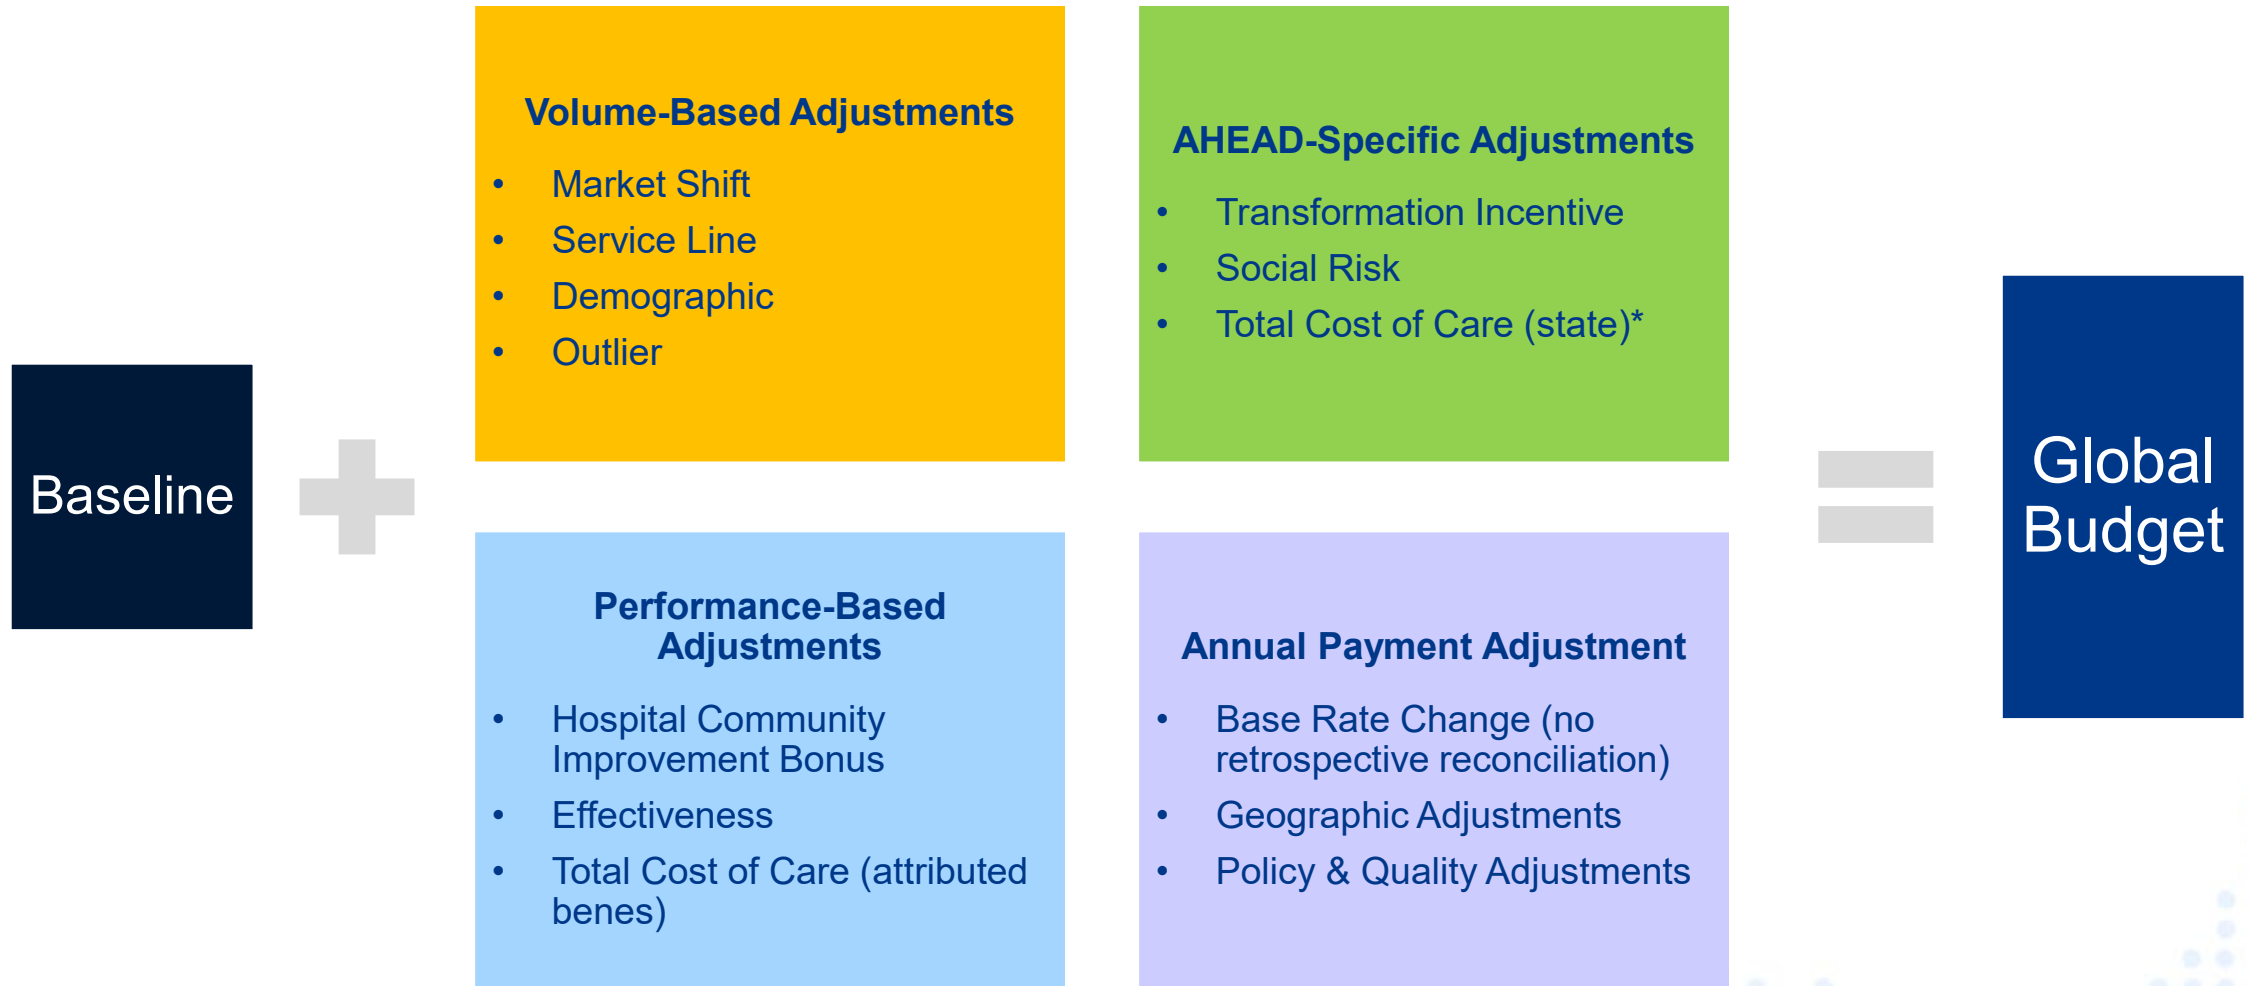 Baseline
Volume-Based Adjustments
• Market Shift
• Service Line
• Demographic
• Outlier
AHEAD-Specific Adjustments
• Transformation Incentive
• Social Risk
• Total Cost of Care (state)*
Performance-Based
Adjustments
• Hospital Community
Improvement Bonus
• Effectiveness
• Total Cost of Care (attributed
benes)
Annual Payment Adjustment
• Base Rate Change (no
retrospective reconciliation)
• Geographic Adjustments
• Policy & Quality Adjustments
Global
Budget